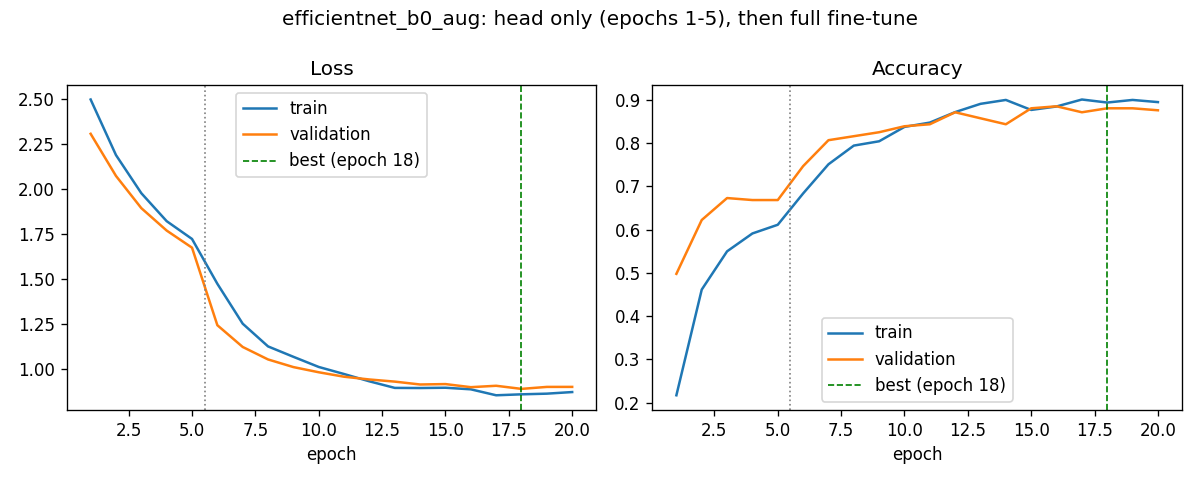 efficientnet_b0_aug: head only (epochs 1-5), then full fine-tune
Loss
2.50
2.25
2.00
1.75
1.50
1.25
1.00
train
validation
best (epoch 18)
2.5 5.0 7.5 10.0 12.5 15.0 17.5 20.0
epoch
Accuracy
0.9
0.8
0.7
0.6
0.5
0.4
0.3
0.2
train
validation
best (epoch 18)
2.5 5.0 7.5 10.0 12.5 15.0 17.5 20.0
epoch